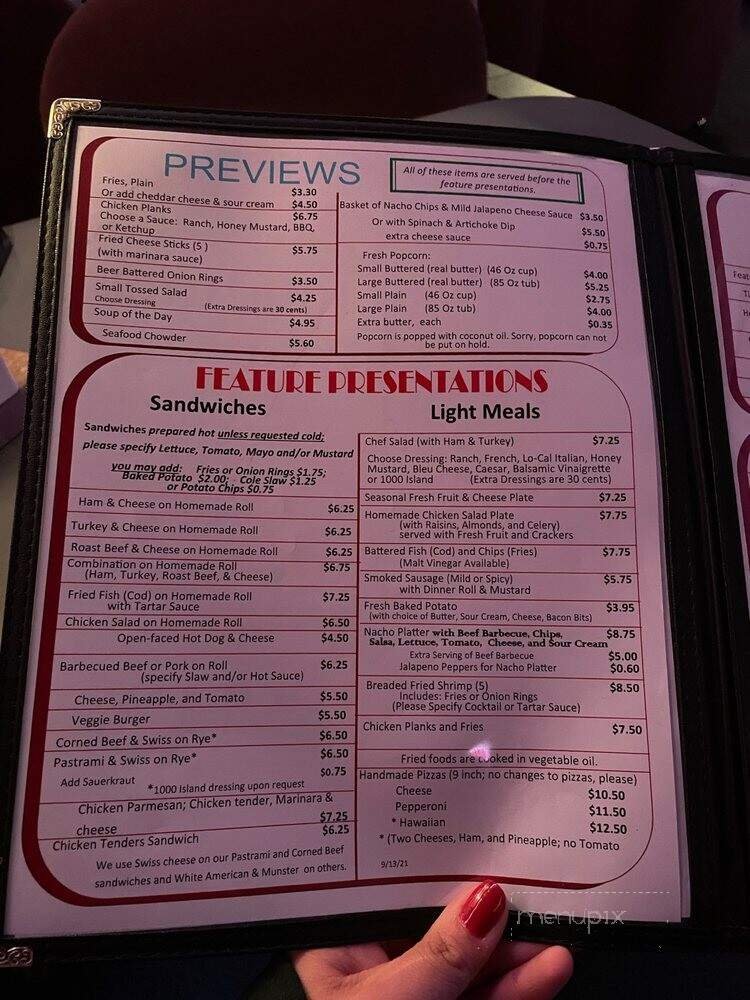 PREVIEWS
All of these items are served before the
feature presentations.
Fries, Plain $3.30
Or add cheddar cheese & sour cream $4.50
Chicken Planks $6.75
Choose a Sauce: Ranch, Honey Mustard, BBQ,
or Ketchup
Fried Cheese Sticks (5 ) $5.75
(with marinara sauce)
Beer Battered Onion Rings $3.50
Small Tossed Salad $4.25
Choose Dressing (Extra Dressings are 30 cents)
Soup of the Day $4.95
Seafood Chowder $5.60
Basket of Nacho Chips & Mild Jalapeno Cheese Sauce $3.50
Or with Spinach & Artichoke Dip $5.50
extra cheese sauce $0.75
Fresh Popcorn:
Small Buttered (real butter) (46 Oz cup) $4.00
Large Buttered (real butter) (85 Oz tub) $5.25
Small Plain (46 Oz cup) $2.75
Large Plain (85 Oz tub) $4.00
Extra butter, each $0.35
Popcorn is popped with coconut oil. Sorry, popcorn can not
be put on hold.
FEATURE PRESENTATIONS
Sandwiches
Sandwiches prepared hot unless requested cold;
please specify Lettuce, Tomato, Mayo and/or Mustard
you may add: Fries or Onion Rings $1.75;
Baked Potato $2.00; Cole Slaw $1.25
or Potato Chips $0.75
Ham & Cheese on Homemade Roll $6.25
Turkey & Cheese on Homemade Roll $6.25
Roast Beef & Cheese on Homemade Roll $6.25
Combination on Homemade Roll $6.75
(Ham, Turkey, Roast Beef, & Cheese)
Fried Fish (Cod) on Homemade Roll $7.25
with Tartar Sauce
Chicken Salad on Homemade Roll $6.50
Open-faced Hot Dog & Cheese $4.50
Barbecued Beef or Pork on Roll $6.25
(specify Slaw and/or Hot Sauce)
Cheese, Pineapple, and Tomato $5.50
Veggie Burger $5.50
Corned Beef & Swiss on Rye* $6.50
Pastrami & Swiss on Rye* $6.50
Add Sauerkraut $0.75
*1000 Island dressing upon request
Chicken Parmesan; Chicken tender, Marinara &
cheese $7.25
Chicken Tenders Sandwich $6.25
We use Swiss cheese on our Pastrami and Corned Beef
sandwiches and White American & Munster on others.
Light Meals
Chef Salad (with Ham & Turkey) $7.25
Choose Dressing: Ranch, French, Lo-Cal Italian, Honey
Mustard, Bleu Cheese, Caesar, Balsamic Vinaigrette
or 1000 Island (Extra Dressings are 30 cents)
Seasonal Fresh Fruit & Cheese Plate $7.25
Homemade Chicken Salad Plate $7.75
(with Raisins, Almonds, and Celery)
served with Fresh Fruit and Crackers
Battered Fish (Cod) and Chips (Fries) $7.75
(Malt Vinegar Available)
Smoked Sausage (Mild or Spicy) $5.75
with Dinner Roll & Mustard
Fresh Baked Potato $3.95
(with choice of Butter, Sour Cream, Cheese, Bacon Bits)
Nacho Platter with Beef Barbecue, Chips, $8.75
Salsa, Lettuce, Tomato, Cheese, and Sour Cream
Extra Serving of Beef Barbecue $5.00
Jalapeno Peppers for Nacho Platter $0.60
Breaded Fried Shrimp (5) $8.50
Includes: Fries or Onion Rings
(Please Specify Cocktail or Tartar Sauce)
Chicken Planks and Fries $7.50
Fried foods are cooked in vegetable oil.
Handmade Pizzas (9 inch; no changes to pizzas, please)
Cheese $10.50
Pepperoni $11.50
* Hawaiian $12.50
* (Two Cheeses, Ham, and Pineapple; no Tomato
9/13/21
menupix